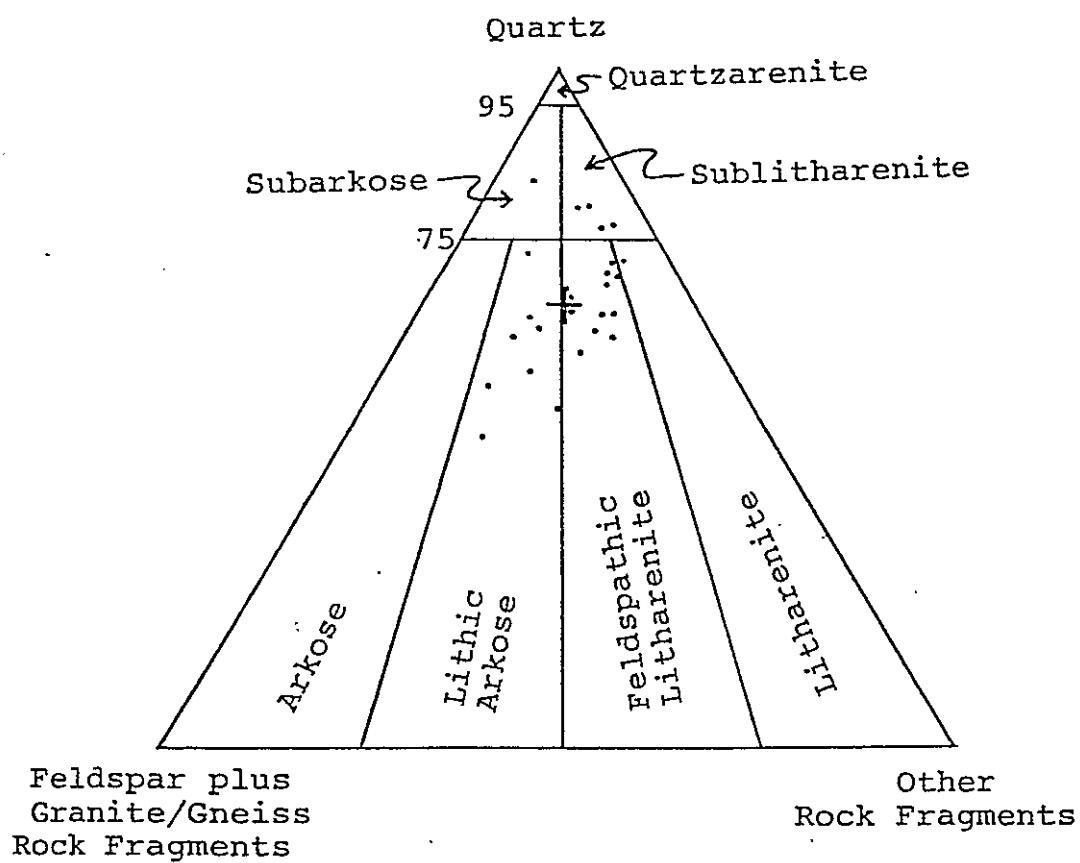 Quartz
Quartzarenite
95
Subarkose
Sublitharenite
75
Arkose
Lithic
Arkose
Feldspathic
Litharenite
Litharenite
Feldspar plus
Granite/Gneiss
Rock Fragments
Other
Rock Fragments